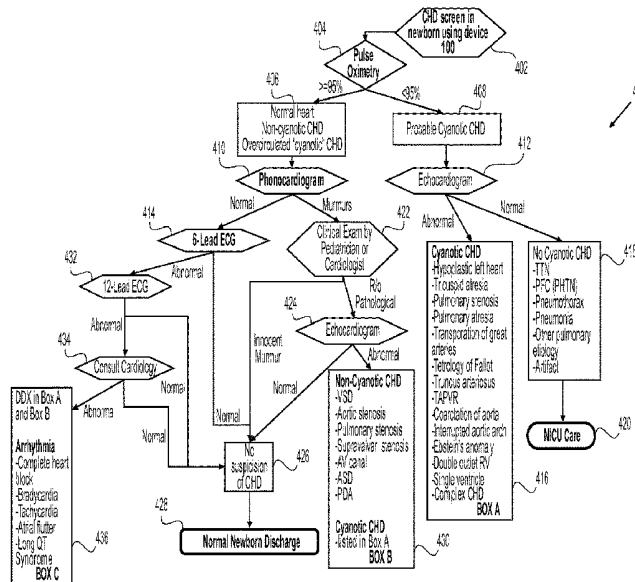 CHD screen in
newborn using device
100
402
404
Pulse
Oximetry
>=95%
<95%
406
Normal heart
Non-cyanotic CHD
Overcirculated "cyanotic" CHD
408
Probable Cyanotic CHD
4
410
Phonocardiogram
412
Echocardiogram
Normal
Murmurs
Abnormal
Normal
414
6-Lead ECG
422
Clinical Exam by
Pediatrician or
Cardiologist
Abnormal
Normal
432
12-Lead ECG
R/o
Pathological
Innocent
Murmur
424
Echocardiogram
Abnormal
Normal
434
Consult Cardiology
Normal
Abnormal
Abnorma
Normal
Normal
Cyanotic CHD
-Hypoplastic left heart
-Tricuspid atresia
-Pulmonary stenosis
-Pulmonary atresia
-Transporation of great
arteries
-Tetrology of Fallot
-Truncus arteriosus
-TAPVR
-Coarctation of aorta
-Interrupted aortic arch
-Ebstein's anomaly
-Double outlet RV
-Single ventricle
-Complex CHD
BOX A
416
No Cyanotic CHD
-TTN
-PFC (PHTN)
-Pneumothorax
-Pneumonia
-Other pulmonary
etiology
-Artifact
418
NICU Care
420
DDX in Box A
and Box B
Arrhythmia
-Complete heart
block
-Bradycardia
-Tachycardia
-Atrial flutter
-Long QT
Syndrome
BOX C
436
No
suspicion
of CHD
426
428
Normal Newborn Discharge
Non-Cyanotic CHD
-VSD
-Aortic stenosis
-Pulmonary stenosis
-Supravalvar stenosis
-AV canal
-ASD
-PDA
Cyanotic CHD
-listed in Box A
BOX B
430